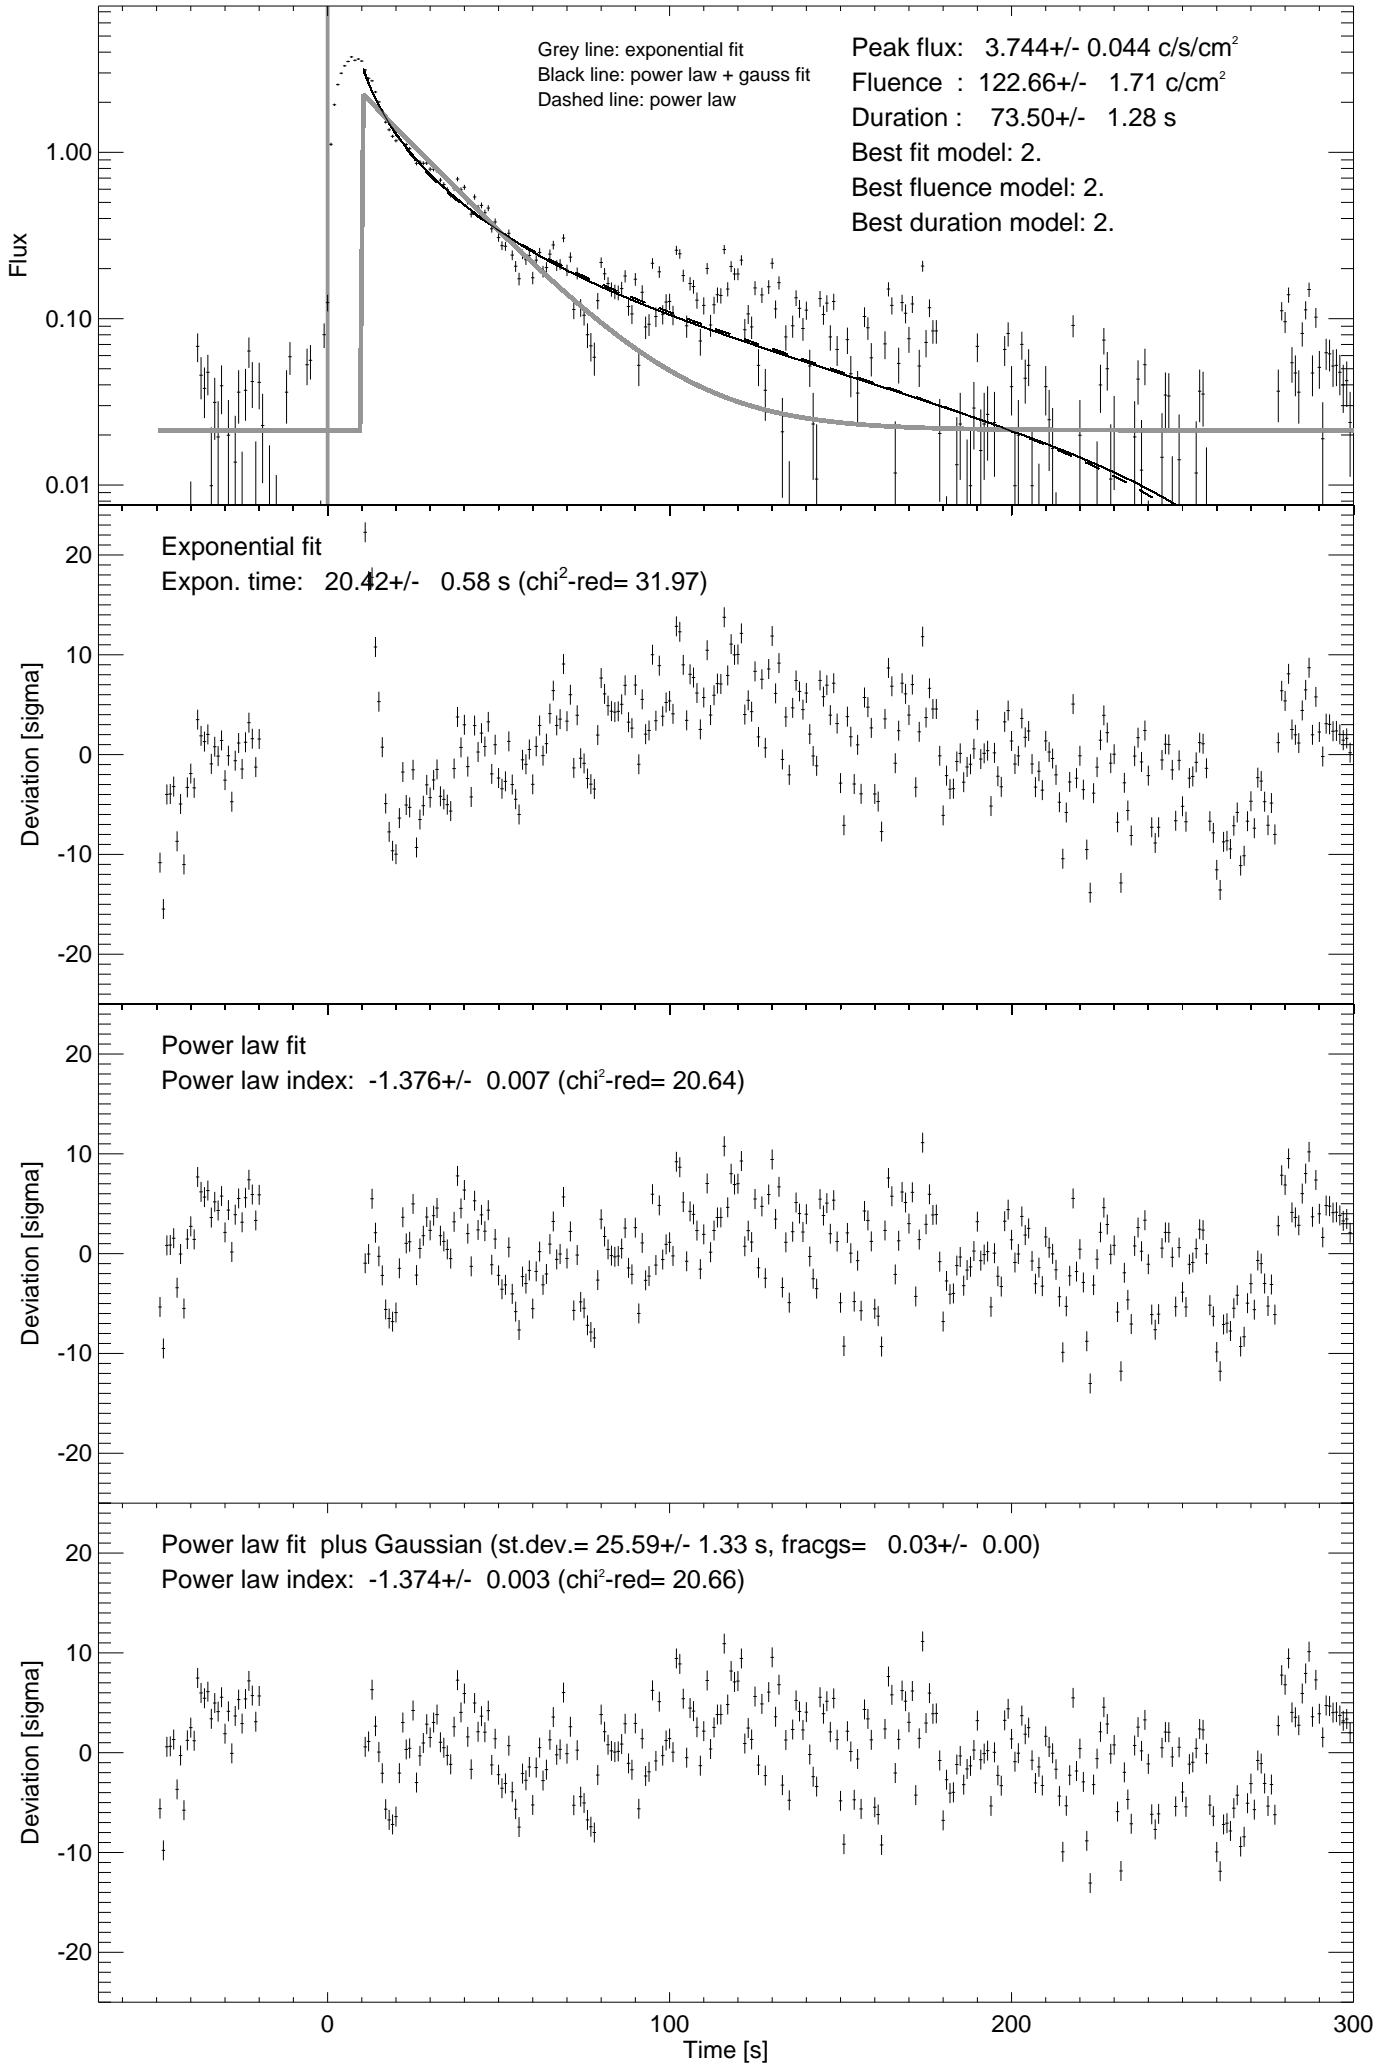 Grey line: exponential fit
Black line: power law + gauss fit
Dashed line: power law
Peak flux: 3.744+/- 0.044 c/s/cm²
Fluence : 122.66+/- 1.71 c/cm²
Duration : 73.50+/- 1.28 s
Best fit model: 2.
Best fluence model: 2.
Best duration model: 2.
1.00
0.10
0.01
Flux
Exponential fit
Expon. time: 20.42+/- 0.58 s (chi²-red= 31.97)
20
10
0
-10
-20
Deviation [sigma]
Power law fit
Power law index: -1.376+/- 0.007 (chi²-red= 20.64)
20
10
0
-10
-20
Deviation [sigma]
Power law fit plus Gaussian (st.dev.= 25.59+/- 1.33 s, fracgs= 0.03+/- 0.00)
Power law index: -1.374+/- 0.003 (chi²-red= 20.66)
20
10
0
-10
-20
Deviation [sigma]
0 100 200 300
Time [s]